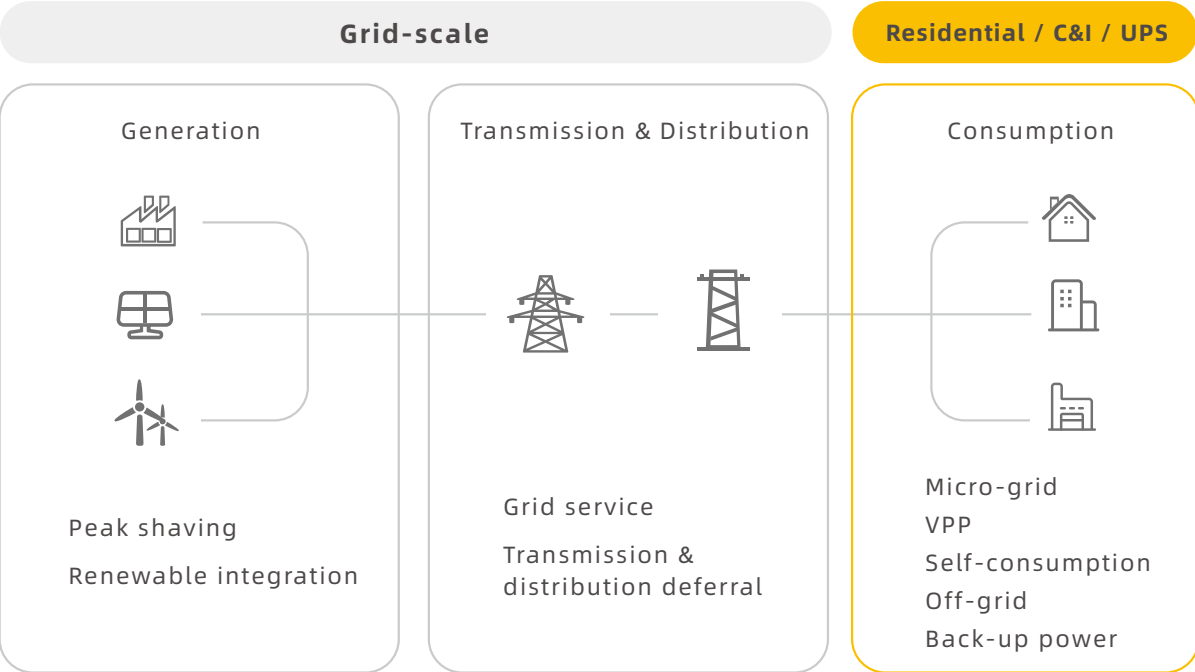 Grid-scale
Residential / C&I / UPS
Generation
Transmission & Distribution
Consumption
Peak shaving
Renewable integration
Grid service
Transmission &
distribution deferral
Micro-grid
VPP
Self-consumption
Off-grid
Back-up power